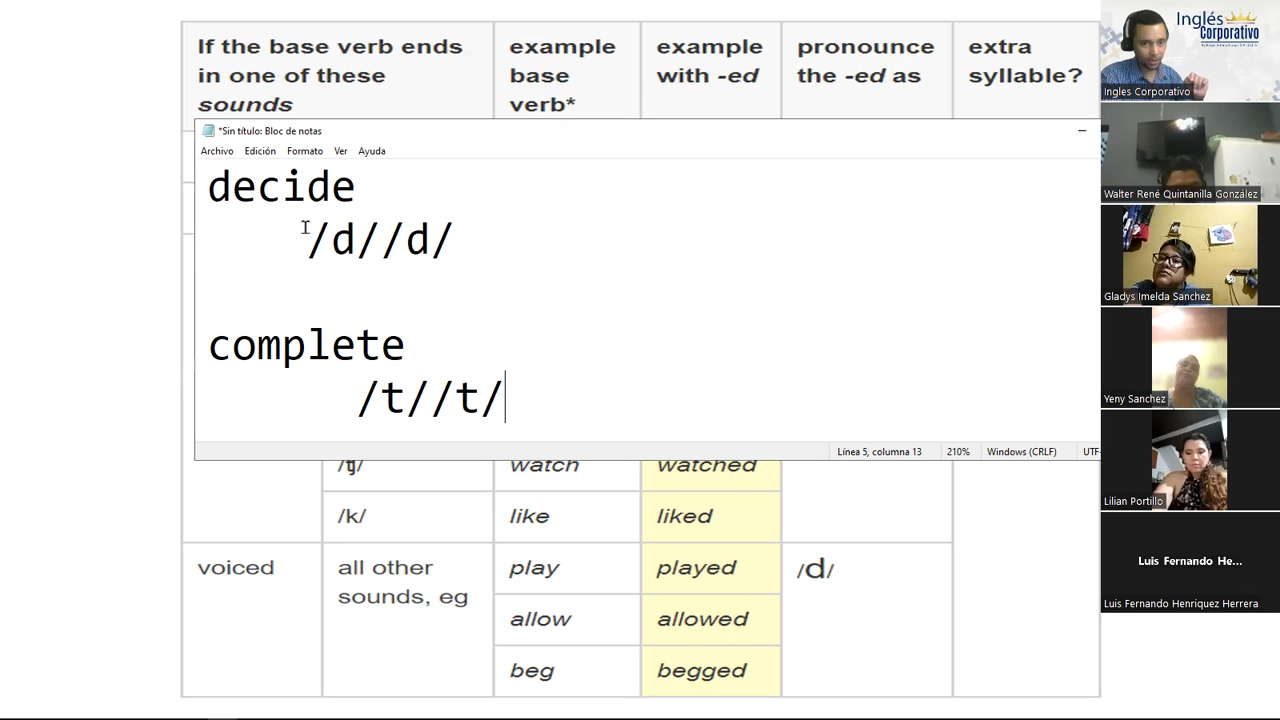 If the base verb ends
in one of these
sounds
example
base
verb*
example
with -ed
pronounce
the -ed as
extra
syllable?
*Sin título: Bloc de notas
Archivo Edición Formato Ver Ayuda
decide
/d//d/
complete
/t//t/
Línea 5, columna 13 210% Windows (CRLF) UTF-
/ʧ/ watch watched
/k/ like liked
voiced all other
sounds, eg
play played /d/
allow allowed
beg begged
Inglés
Corporativo
Ingles Corporativo
Walter René Quintanilla González
Gladys Imelda Sanchez
Yeny Sanchez
Lilian Portillo
Luis Fernando He...
Luis Fernando Henriquez Herrera